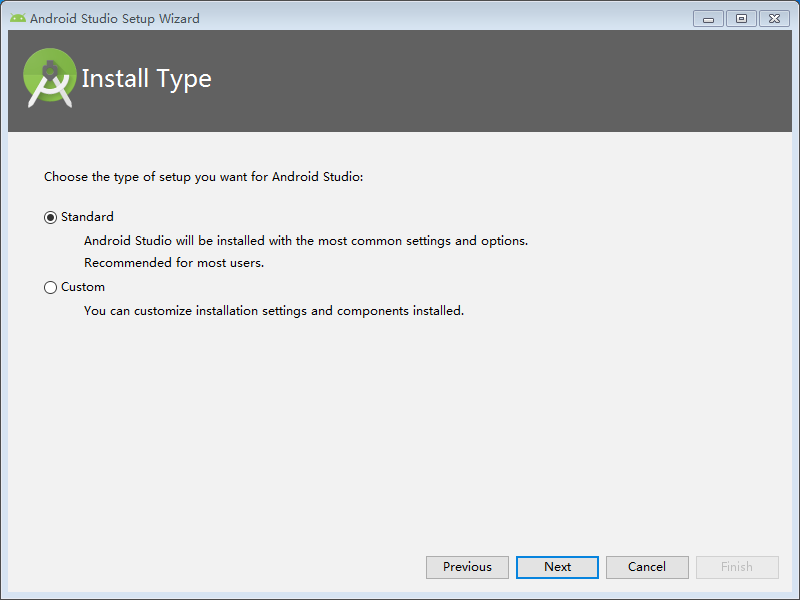 Android Studio Setup Wizard
Install Type
Choose the type of setup you want for Android Studio:
Standard
Android Studio will be installed with the most common settings and options.
Recommended for most users.
Custom
You can customize installation settings and components installed.
Previous
Next
Cancel
Finish